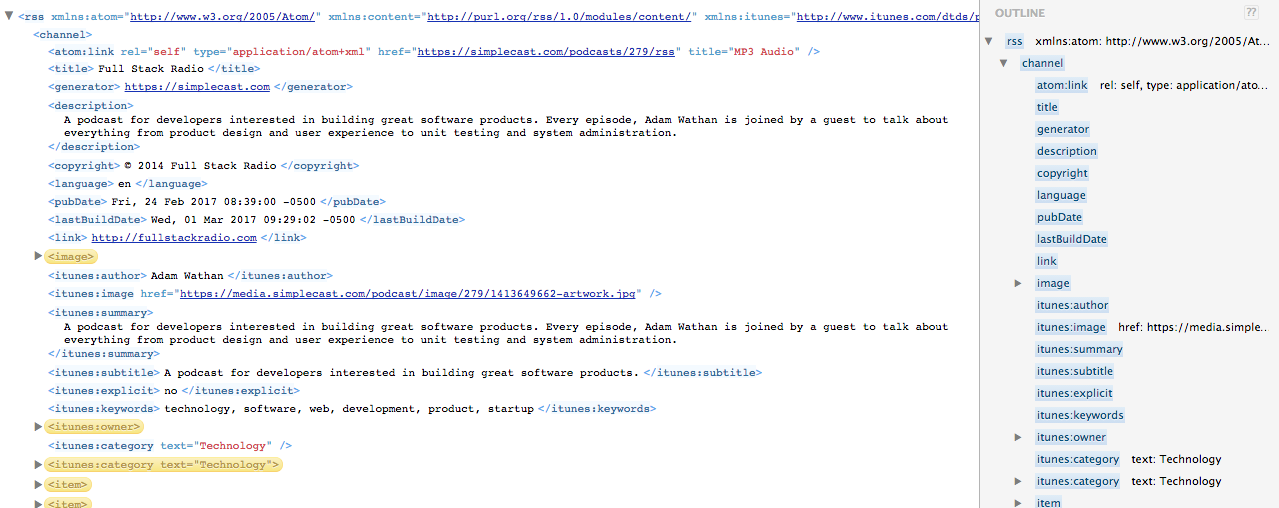 <rss xmlns:atom="http://www.w3.org/2005/Atom/" xmlns:content="http://purl.org/rss/1.0/modules/content/" xmlns:itunes="http://www.itunes.com/dtds/p
<channel>
<atom:link rel="self" type="application/atom+xml" href="https://simplecast.com/podcasts/279/rss" title="MP3 Audio" />
<title> Full Stack Radio </title>
<generator> https://simplecast.com </generator>
<description>
A podcast for developers interested in building great software products. Every episode, Adam Wathan is joined by a guest to talk about
everything from product design and user experience to unit testing and system administration.
</description>
<copyright> © 2014 Full Stack Radio </copyright>
<language> en </language>
<pubDate> Fri, 24 Feb 2017 08:39:00 -0500 </pubDate>
<lastBuildDate> Wed, 01 Mar 2017 09:29:02 -0500 </lastBuildDate>
<link> http://fullstackradio.com </link>
<image>
<itunes:author> Adam Wathan </itunes:author>
<itunes:image href="https://media.simplecast.com/podcast/image/279/1413649662-artwork.jpg" />
<itunes:summary>
A podcast for developers interested in building great software products. Every episode, Adam Wathan is joined by a guest to talk about
everything from product design and user experience to unit testing and system administration.
</itunes:summary>
<itunes:subtitle> A podcast for developers interested in building great software products. </itunes:subtitle>
<itunes:explicit> no </itunes:explicit>
<itunes:keywords> technology, software, web, development, product, startup </itunes:keywords>
<itunes:owner>
<itunes:category text="Technology" />
<itunes:category text="Technology">
<item>
<item>
OUTLINE ??
rss xmlns:atom: http://www.w3.org/2005/At...
channel
atom:link rel: self, type: application/ato...
title
generator
description
copyright
language
pubDate
lastBuildDate
link
image
itunes:author
itunes:image href: https://media.simple...
itunes:summary
itunes:subtitle
itunes:explicit
itunes:keywords
itunes:owner
itunes:category text: Technology
itunes:category text: Technology
item